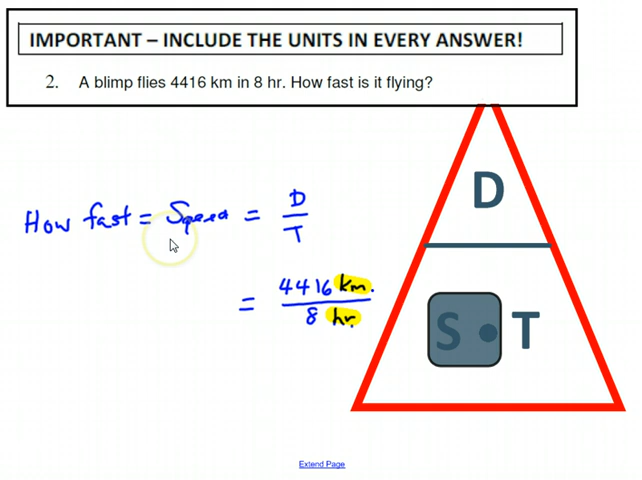 IMPORTANT – INCLUDE THE UNITS IN EVERY ANSWER!
2. A blimp flies 4416 km in 8 hr. How fast is it flying?
D
How fast = Speed = D/T
= 4416 km. / 8 hr.
S • T
Extend Page